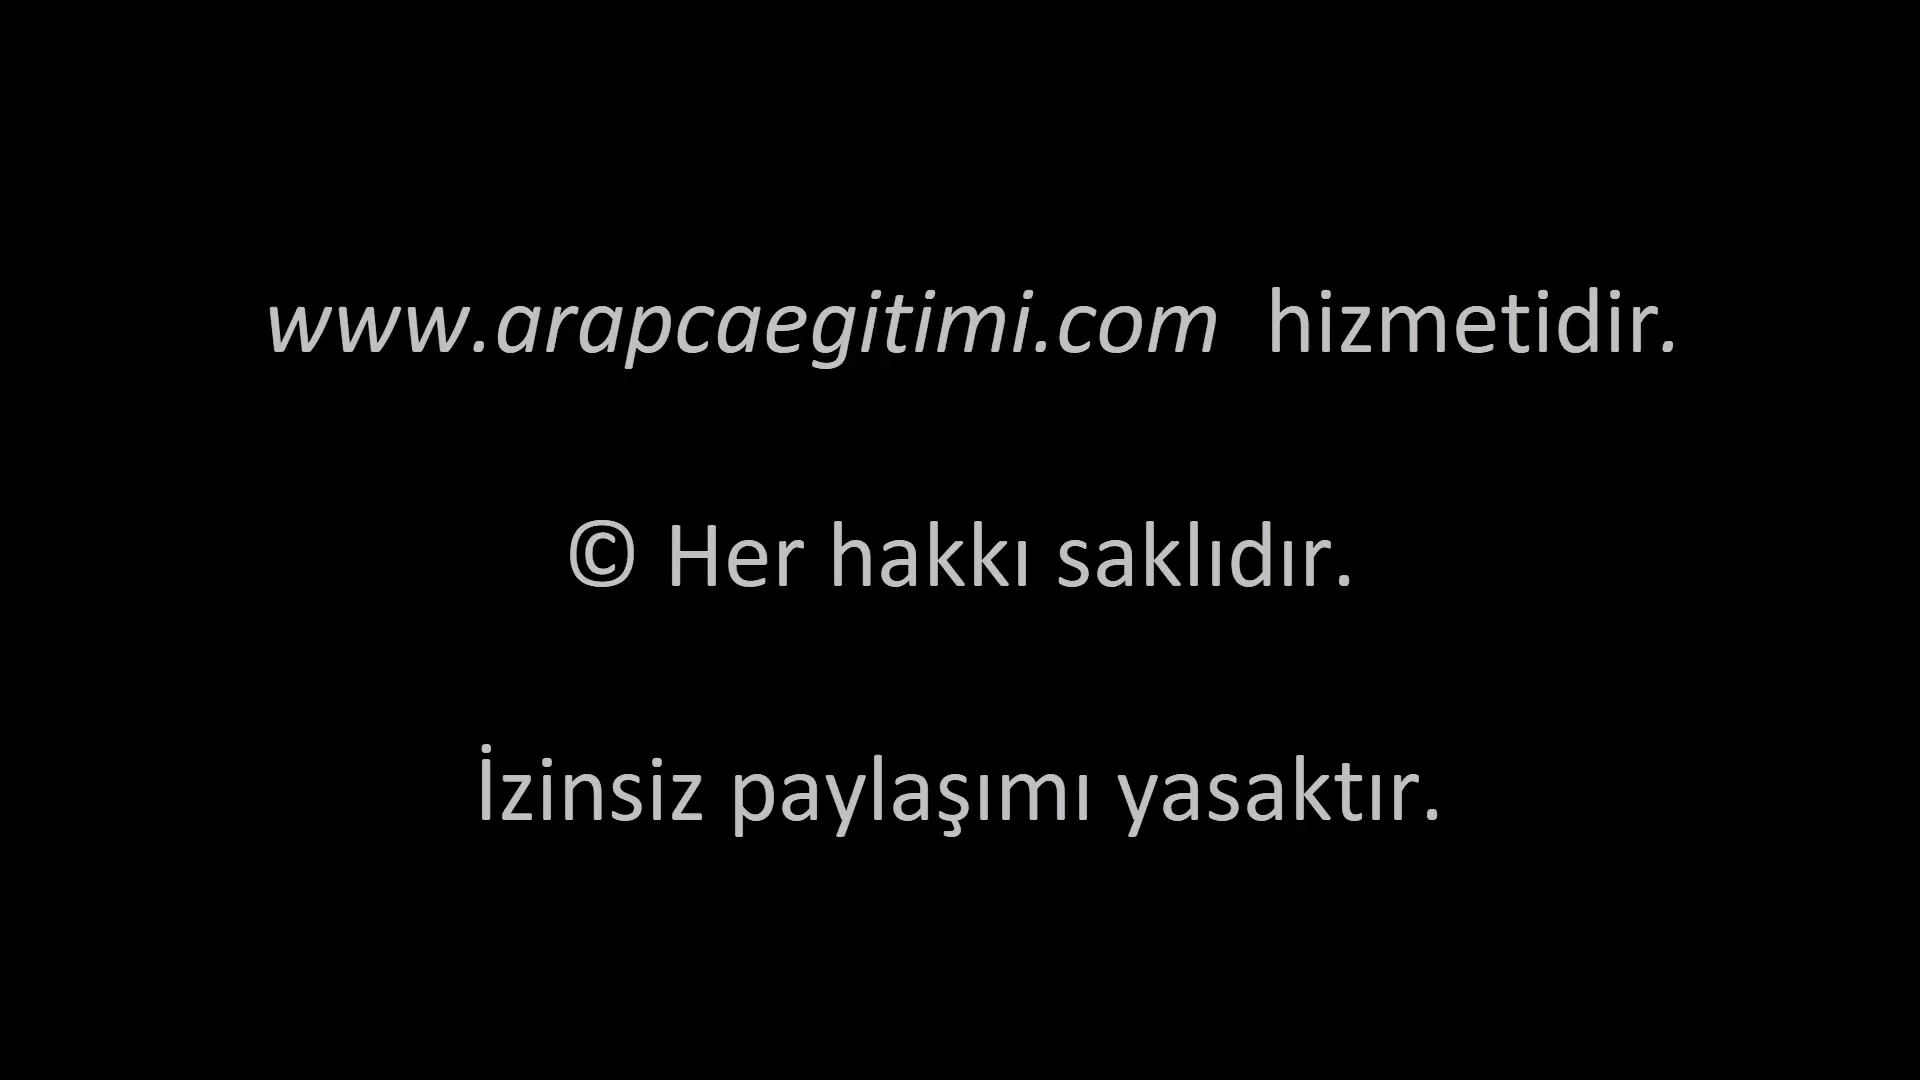 www.arapcaegitimi.com hizmetidir.
© Her hakkı saklıdır.
İzinsiz paylaşımı yasaktır.